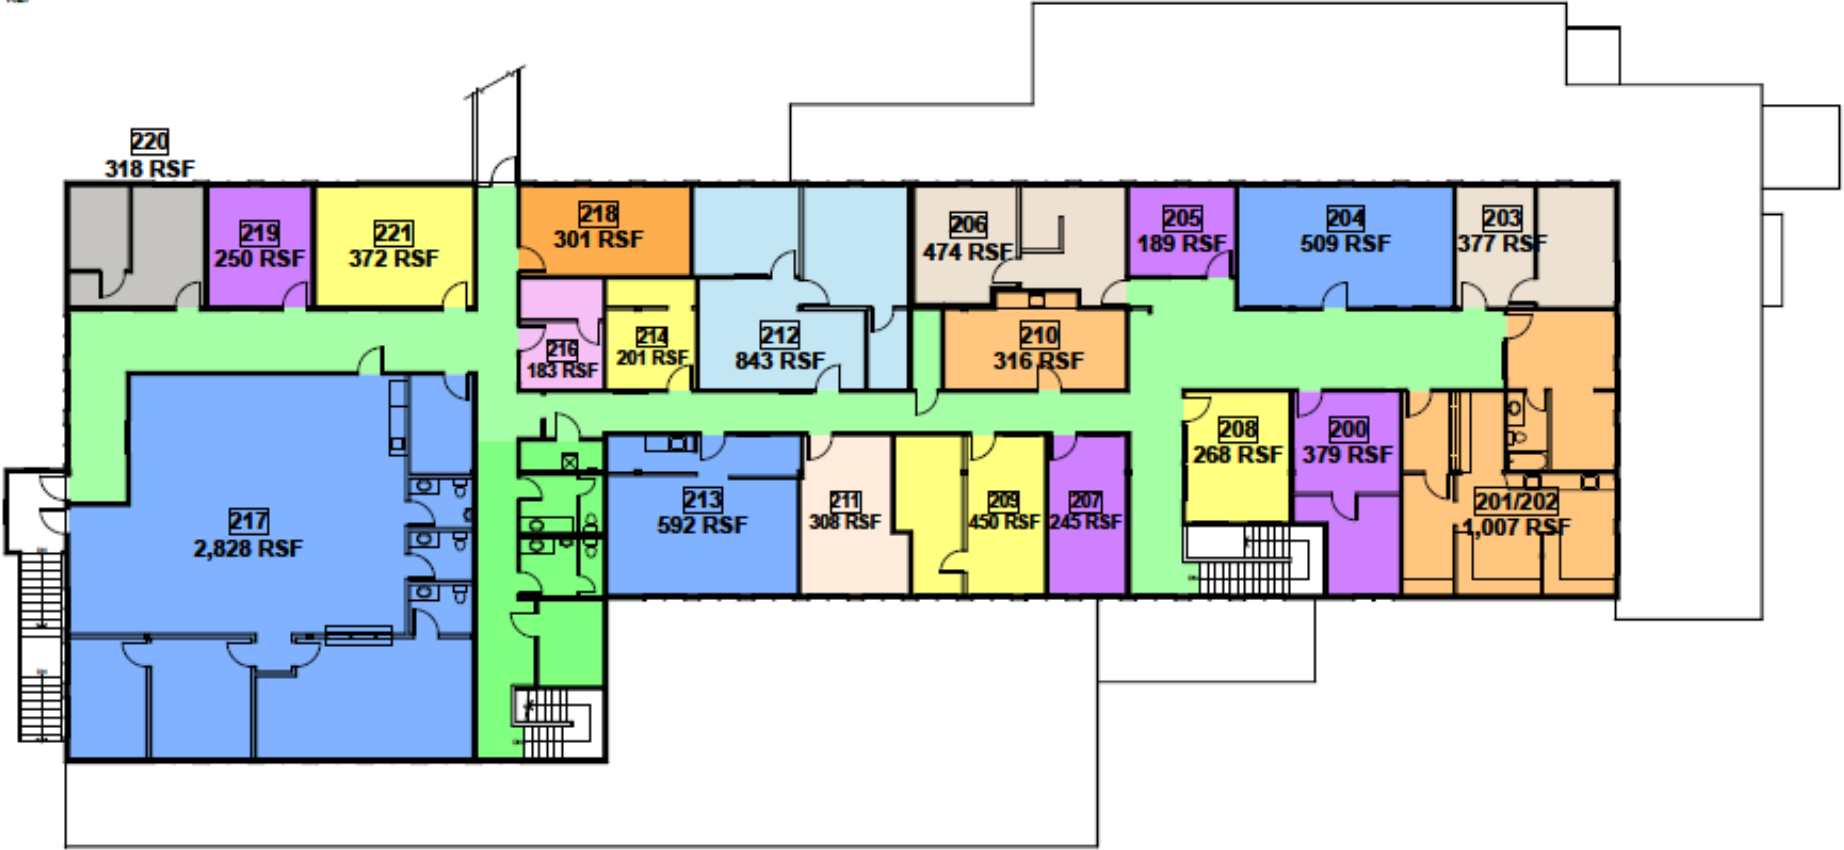 220
318 RSF
219
250 RSF
221
372 RSF
218
301 RSF
206
474 RSF
205
189 RSF
204
509 RSF
203
377 RSF
216
183 RSF
214
201 RSF
212
843 RSF
210
316 RSF
208
268 RSF
200
379 RSF
217
2,828 RSF
213
592 RSF
211
308 RSF
209
450 RSF
207
245 RSF
201/202
1,007 RSF